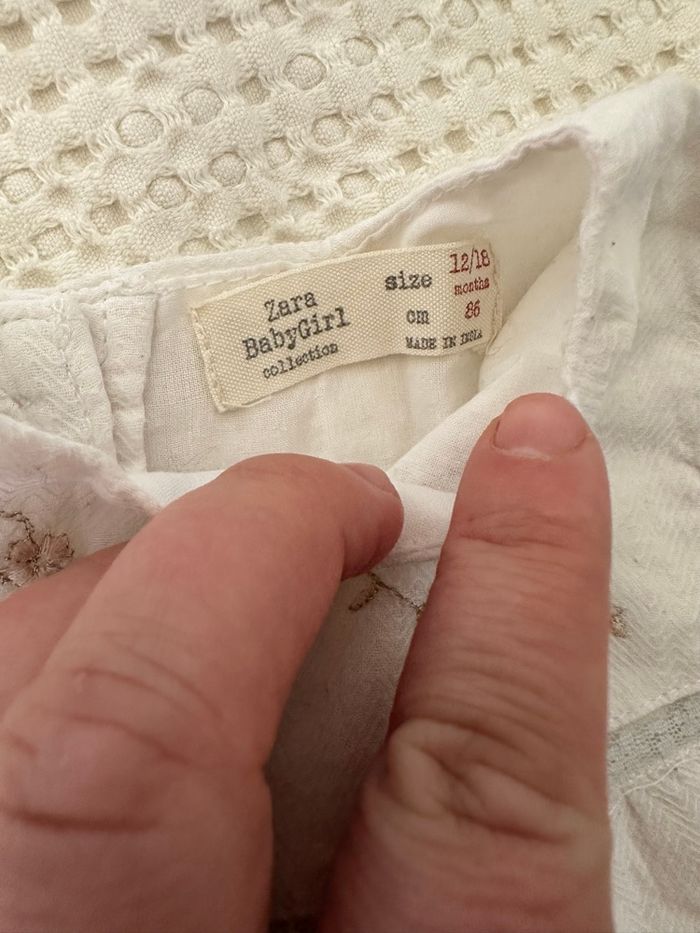 Zara
BabyGirl
collection
size 12/18
months
cm 86
MADE IN INDIA